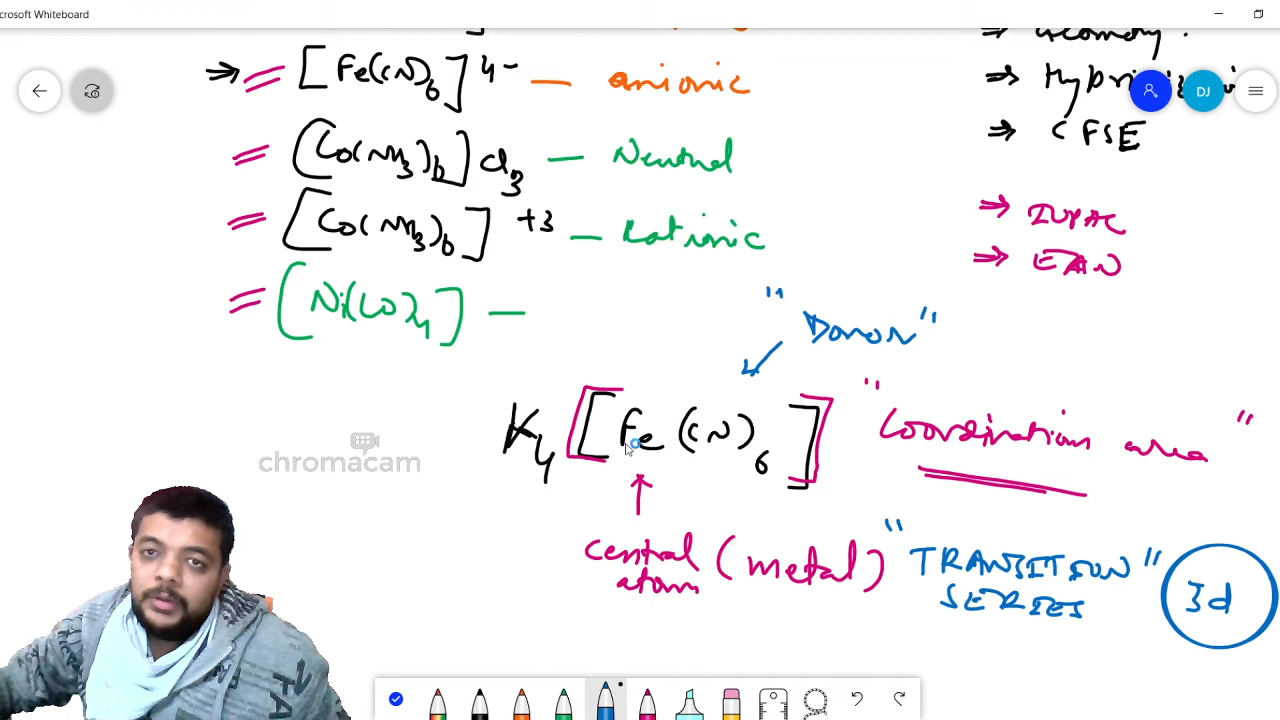 crosoft Whiteboard
⇒ = [Fe(CN)6]4- — anionic
= [Co(NH3)6]Cl3 — Neutral
= [Co(NH3)6]+3 — Cationic
= [Ni(CO)4] —
⇒ Geometry.
⇒ Hybridization
⇒ CFSE
⇒ IUPAC
⇒ EAN
DJ
"Donor"
K4[Fe(CN)6] "Coordination area"
central atom (metal) "TRANSITION SERIES"
3d
chromacam